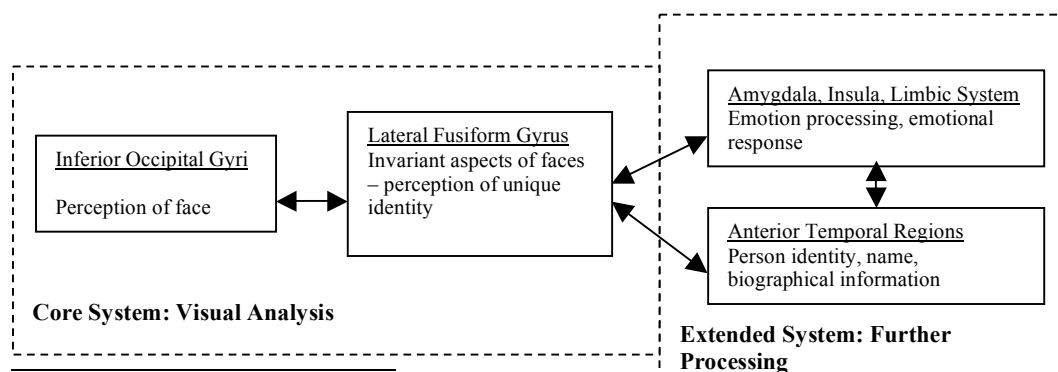 Inferior Occipital Gyri
Perception of face
Lateral Fusiform Gyrus
Invariant aspects of faces
– perception of unique
identity
Core System: Visual Analysis
Amygdala, Insula, Limbic System
Emotion processing, emotional
response
Anterior Temporal Regions
Person identity, name,
biographical information
Extended System: Further
Processing